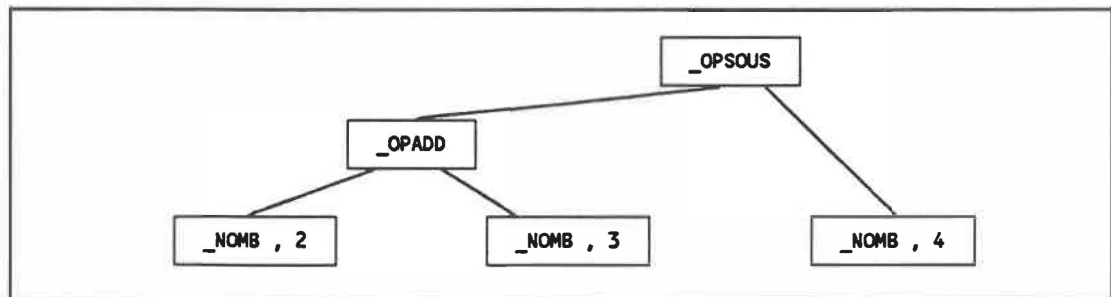 _OPSOUS
_OPADD
_NOMB , 2
_NOMB , 3
_NOMB , 4